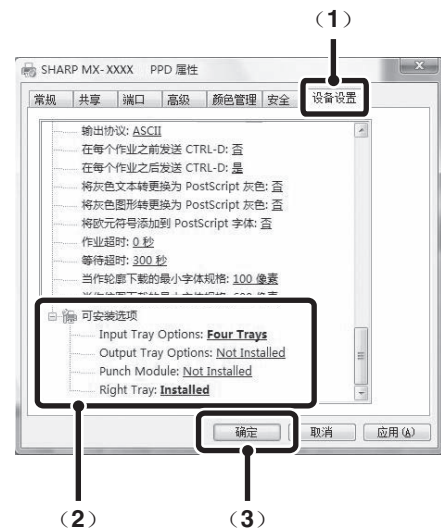 （1）
SHARP MX-XXXX PPD 属性
常规 共享 端口 高级 颜色管理 安全 设备设置
输出协议: ASCII
在每个作业之前发送 CTRL-D: 否
在每个作业之后发送 CTRL-D: 是
将灰色文本转更换为 PostScript 灰色: 否
将灰色图形转更换为 PostScript 灰色: 否
将欧元符号添加到 PostScript 字体: 否
作业超时: 0 秒
等待超时: 300 秒
当作轮廓下载的最小字体规格: 100 像素
可安装选项
Input Tray Options: Four Trays
Output Tray Options: Not Installed
Punch Module: Not Installed
Right Tray: Installed
确定 取消 应用(A)
（2） （3）